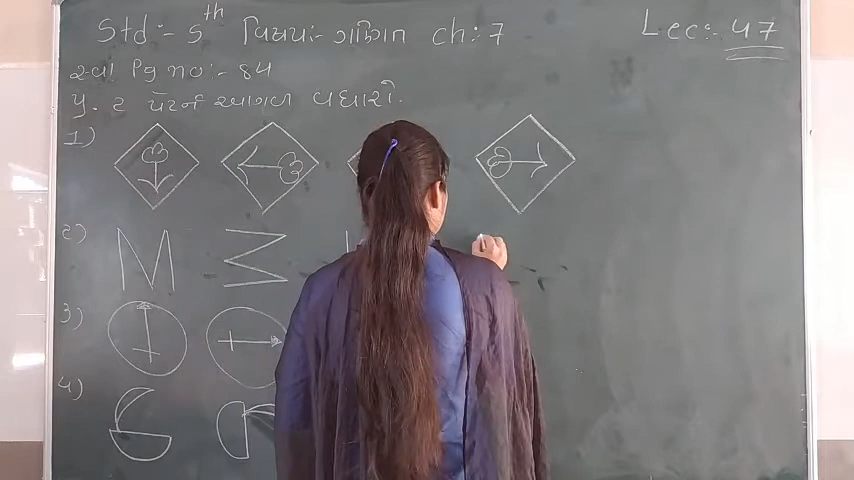 Std:- 5th વિષય:- ગણિત ch:7 Lec:- 47
સ્વા Pg no:- 84
પ્ર. ૨ પેટર્ન આગળ વધારો.
1)
2) M
3)
4)